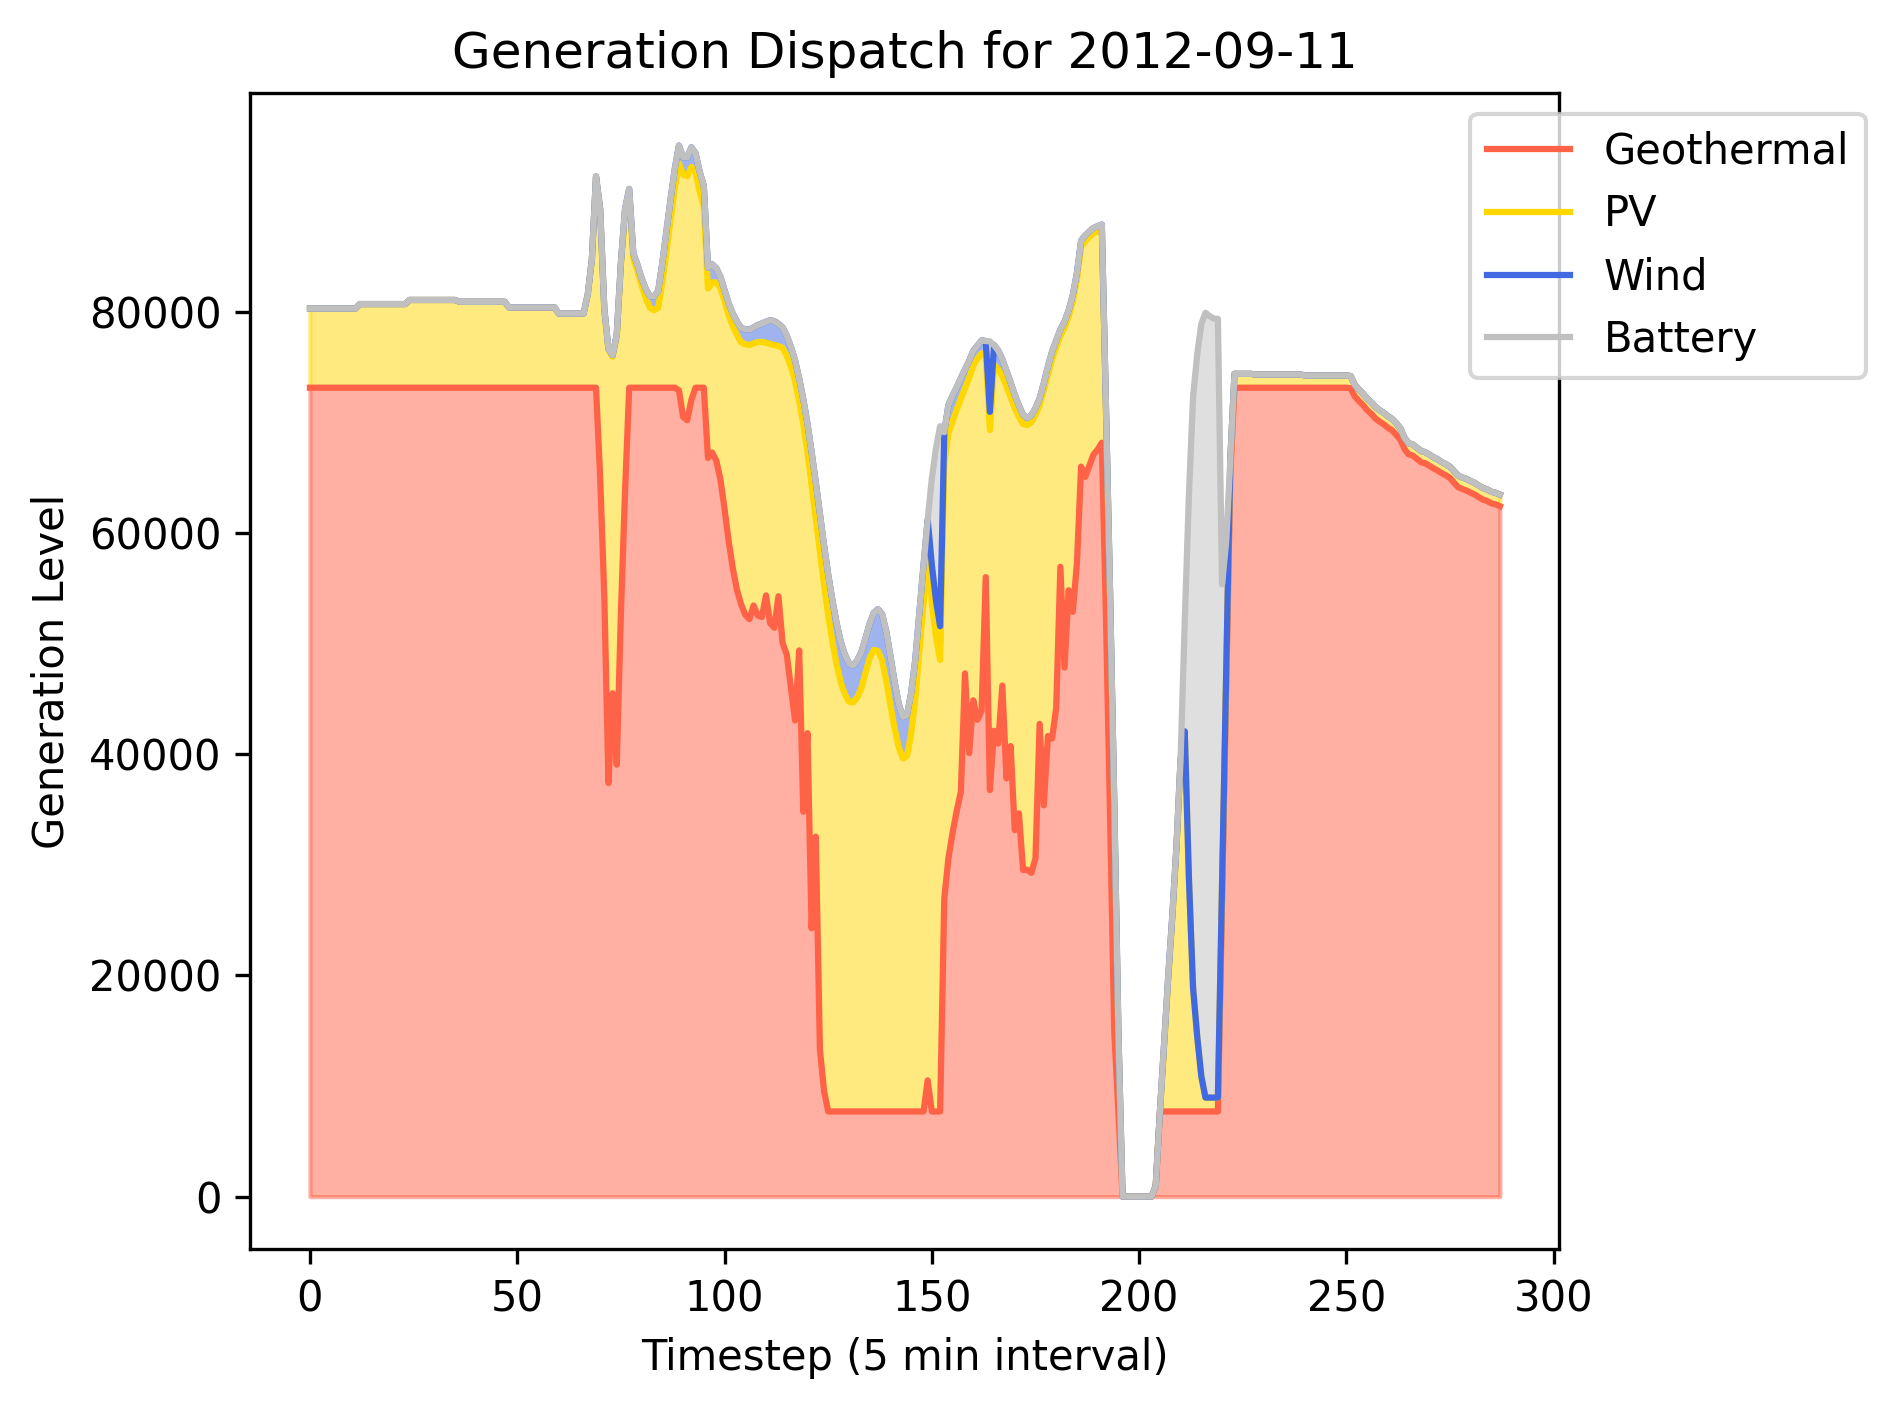 Generation Dispatch for 2012-09-11
Geothermal
PV
Wind
Battery
Generation Level
80000
60000
40000
20000
0
0 50 100 150 200 250 300
Timestep (5 min interval)